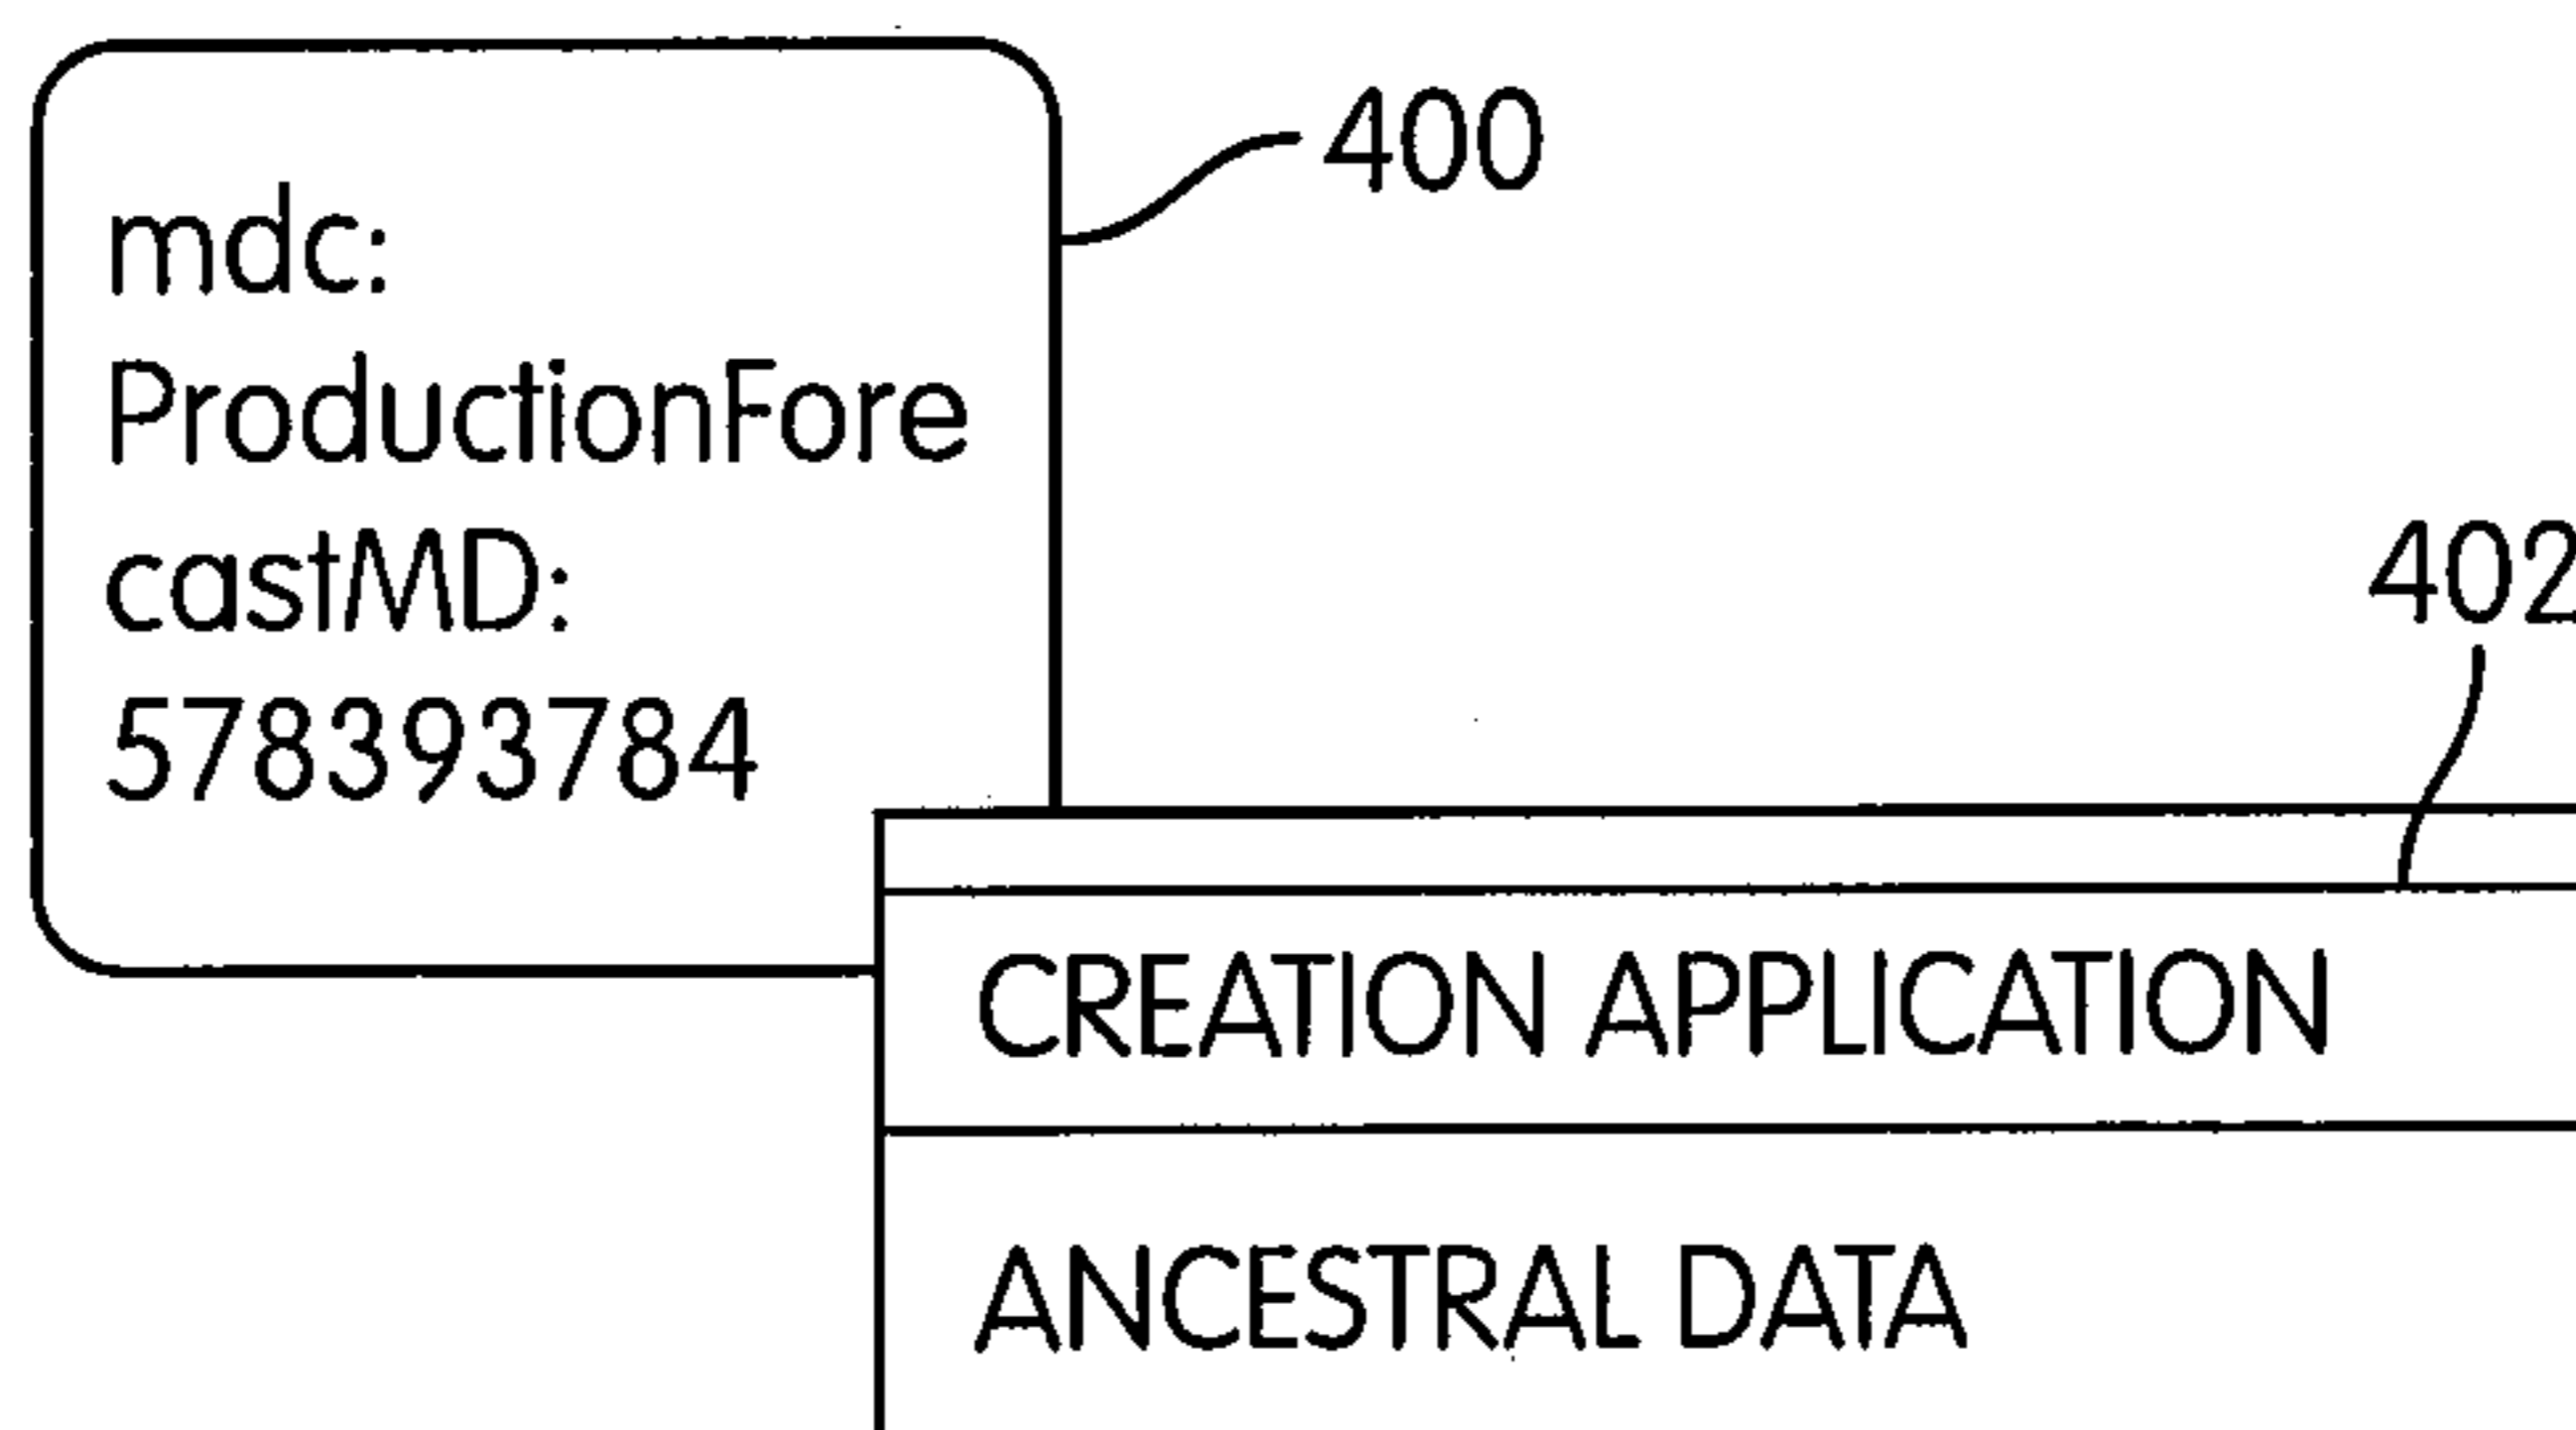 400
mdc:
ProductionFore
castMD:
578393784
402
CREATION APPLICATION
ANCESTRAL DATA